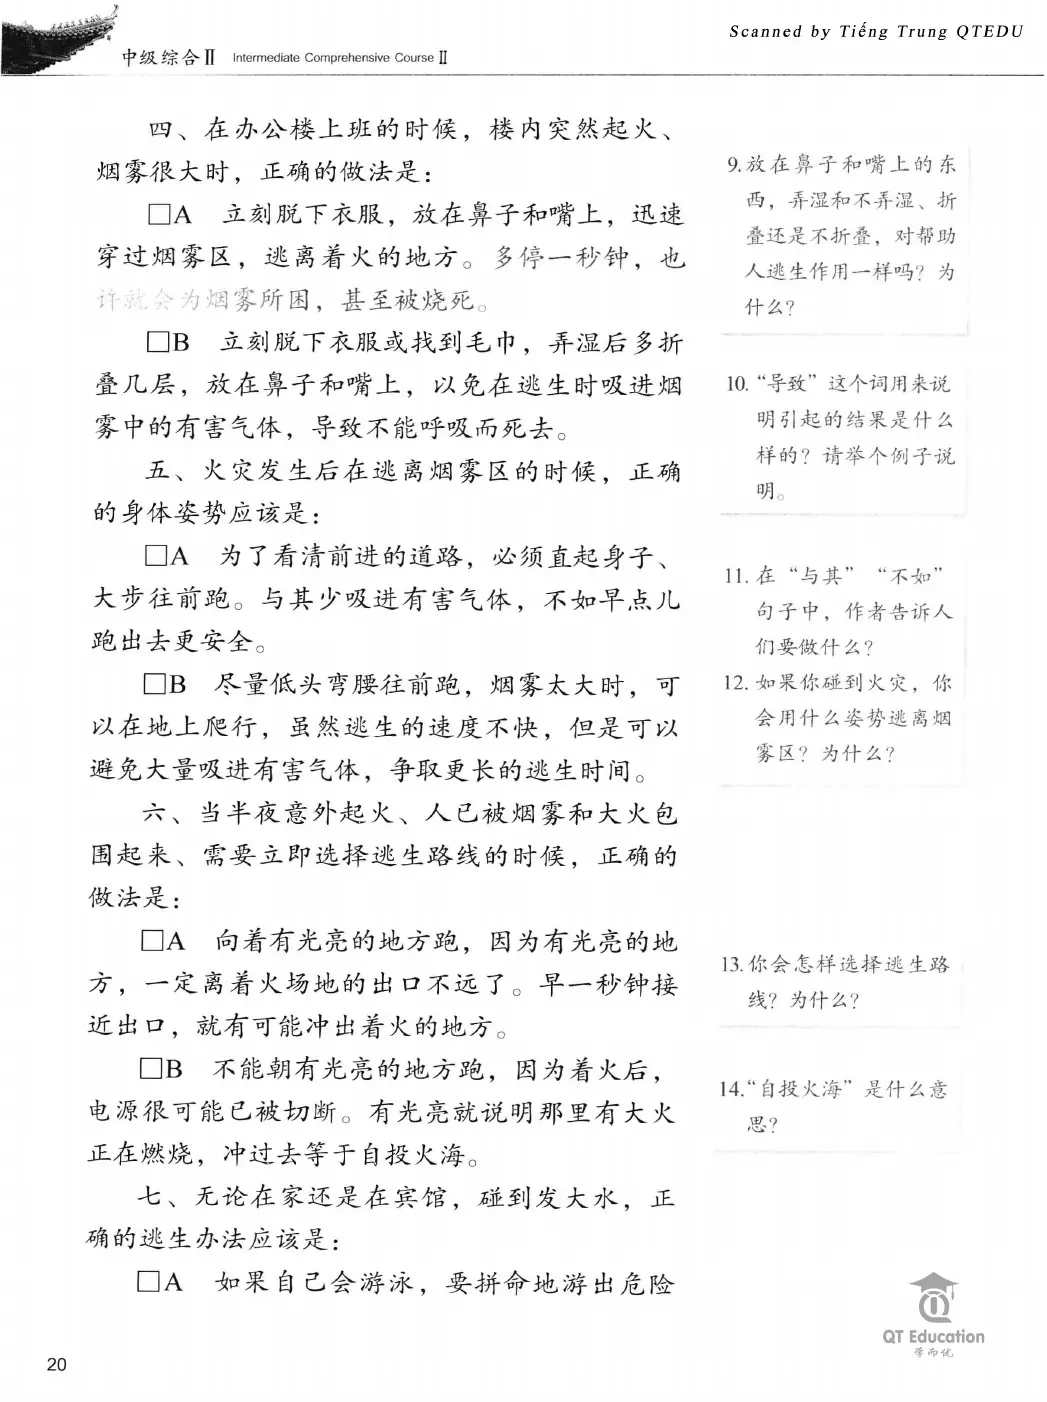 Scanned by Tiếng Trung QTEDU
中级综合Ⅱ Intermediate Comprehensive Course Ⅱ
四、在办公楼上班的时候，楼内突然起火、
烟雾很大时，正确的做法是：
□A 立刻脱下衣服，放在鼻子和嘴上，迅速
穿过烟雾区，逃离着火的地方。多停一秒钟，也
许就会为烟雾所困，甚至被烧死。
□B 立刻脱下衣服或找到毛巾，弄湿后多折
叠几层，放在鼻子和嘴上，以免在逃生时吸进烟
雾中的有害气体，导致不能呼吸而死去。
五、火灾发生后在逃离烟雾区的时候，正确
的身体姿势应该是：
□A 为了看清前进的道路，必须直起身子、
大步往前跑。与其少吸进有害气体，不如早点儿
跑出去更安全。
□B 尽量低头弯腰往前跑，烟雾太大时，可
以在地上爬行，虽然逃生的速度不快，但是可以
避免大量吸进有害气体，争取更长的逃生时间。
六、当半夜意外起火、人已被烟雾和大火包
围起来、需要立即选择逃生路线的时候，正确的
做法是：
□A 向着有光亮的地方跑，因为有光亮的地
方，一定离着火场地的出口不远了。早一秒钟接
近出口，就有可能冲出着火的地方。
□B 不能朝有光亮的地方跑，因为着火后，
电源很可能已被切断。有光亮就说明那里有大火
正在燃烧，冲过去等于自投火海。
七、无论在家还是在宾馆，碰到发大水，正
确的逃生办法应该是：
□A 如果自己会游泳，要拼命地游出危险
9.放在鼻子和嘴上的东
西，弄湿和不弄湿、折
叠还是不折叠，对帮助
人逃生作用一样吗？为
什么？
10.“导致”这个词用来说
明引起的结果是什么
样的？请举个例子说
明。
11.在“与其”“不如”
句子中，作者告诉人
们要做什么？
12.如果你碰到火灾，你
会用什么姿势逃离烟
雾区？为什么？
13.你会怎样选择逃生路
线？为什么？
14.“自投火海”是什么意
思？
QT Education
学而优
20